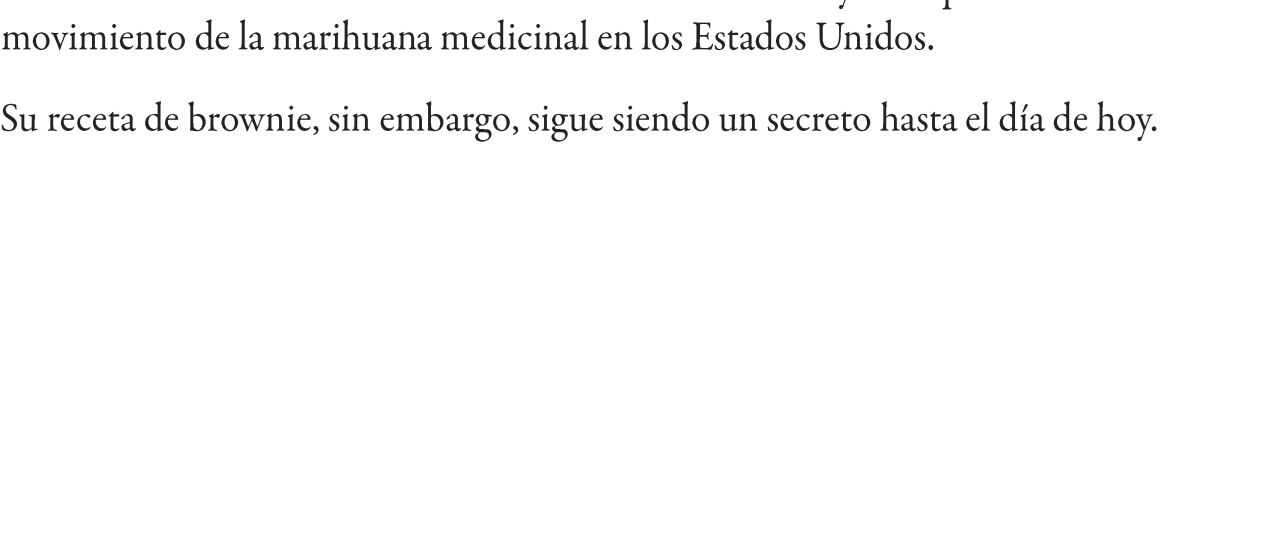 movimiento de la marihuana medicinal en los Estados Unidos.
Su receta de brownie, sin embargo, sigue siendo un secreto hasta el día de hoy.